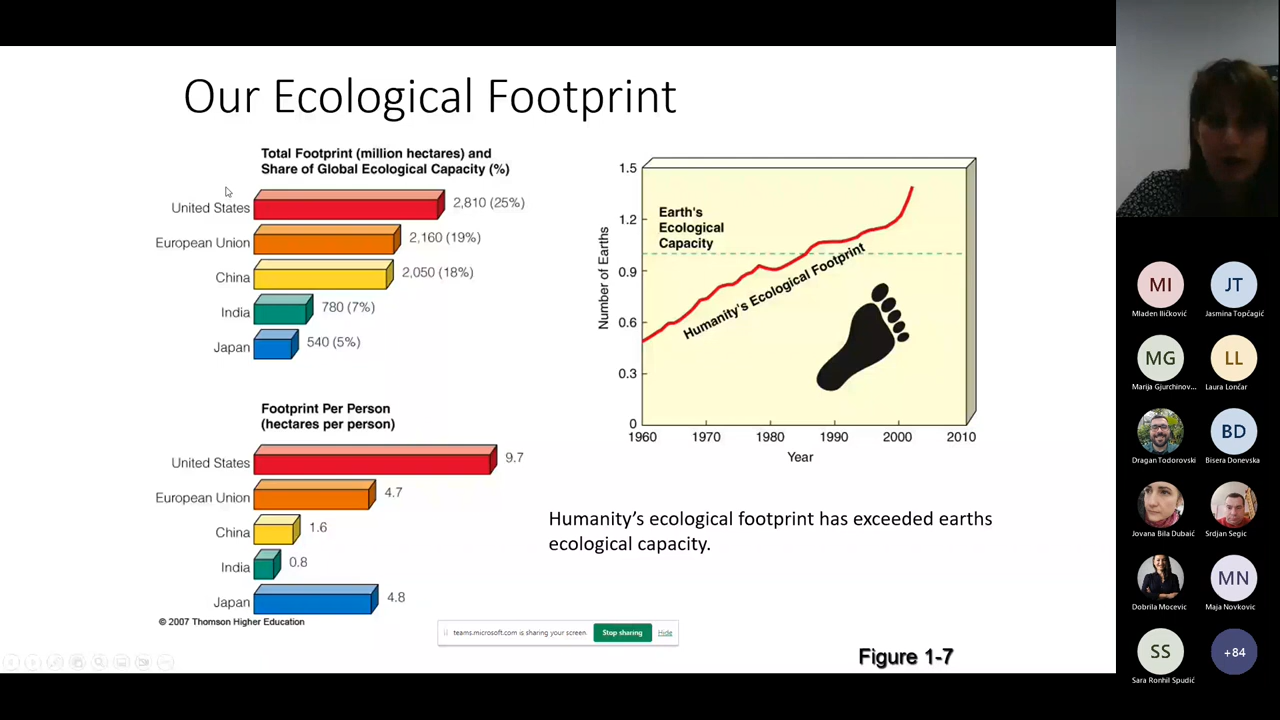 Our Ecological Footprint
Total Footprint (million hectares) and
Share of Global Ecological Capacity (%)
United States 2,810 (25%)
European Union 2,160 (19%)
China 2,050 (18%)
India 780 (7%)
Japan 540 (5%)
Footprint Per Person
(hectares per person)
United States 9.7
European Union 4.7
China 1.6
India 0.8
Japan 4.8
© 2007 Thomson Higher Education
Number of Earths
1.5
1.2
0.9
0.6
0.3
0
Earth's
Ecological
Capacity
Humanity's Ecological Footprint
1960 1970 1980 1990 2000 2010
Year
Humanity’s ecological footprint has exceeded earths
ecological capacity.
teams.microsoft.com is sharing your screen. Stop sharing Hide
Figure 1-7
MI JT
Mladen Iličković Jasmina Topčagić
MG LL
Marija Gjurchinov... Laura Lončar
BD
Dragan Todorovski Bisera Donevska
Jovana Bila Dubaić Srdjan Segic
MN
Dobrila Mocevic Maja Novkovic
SS +84
Sara Ronhil Spudić